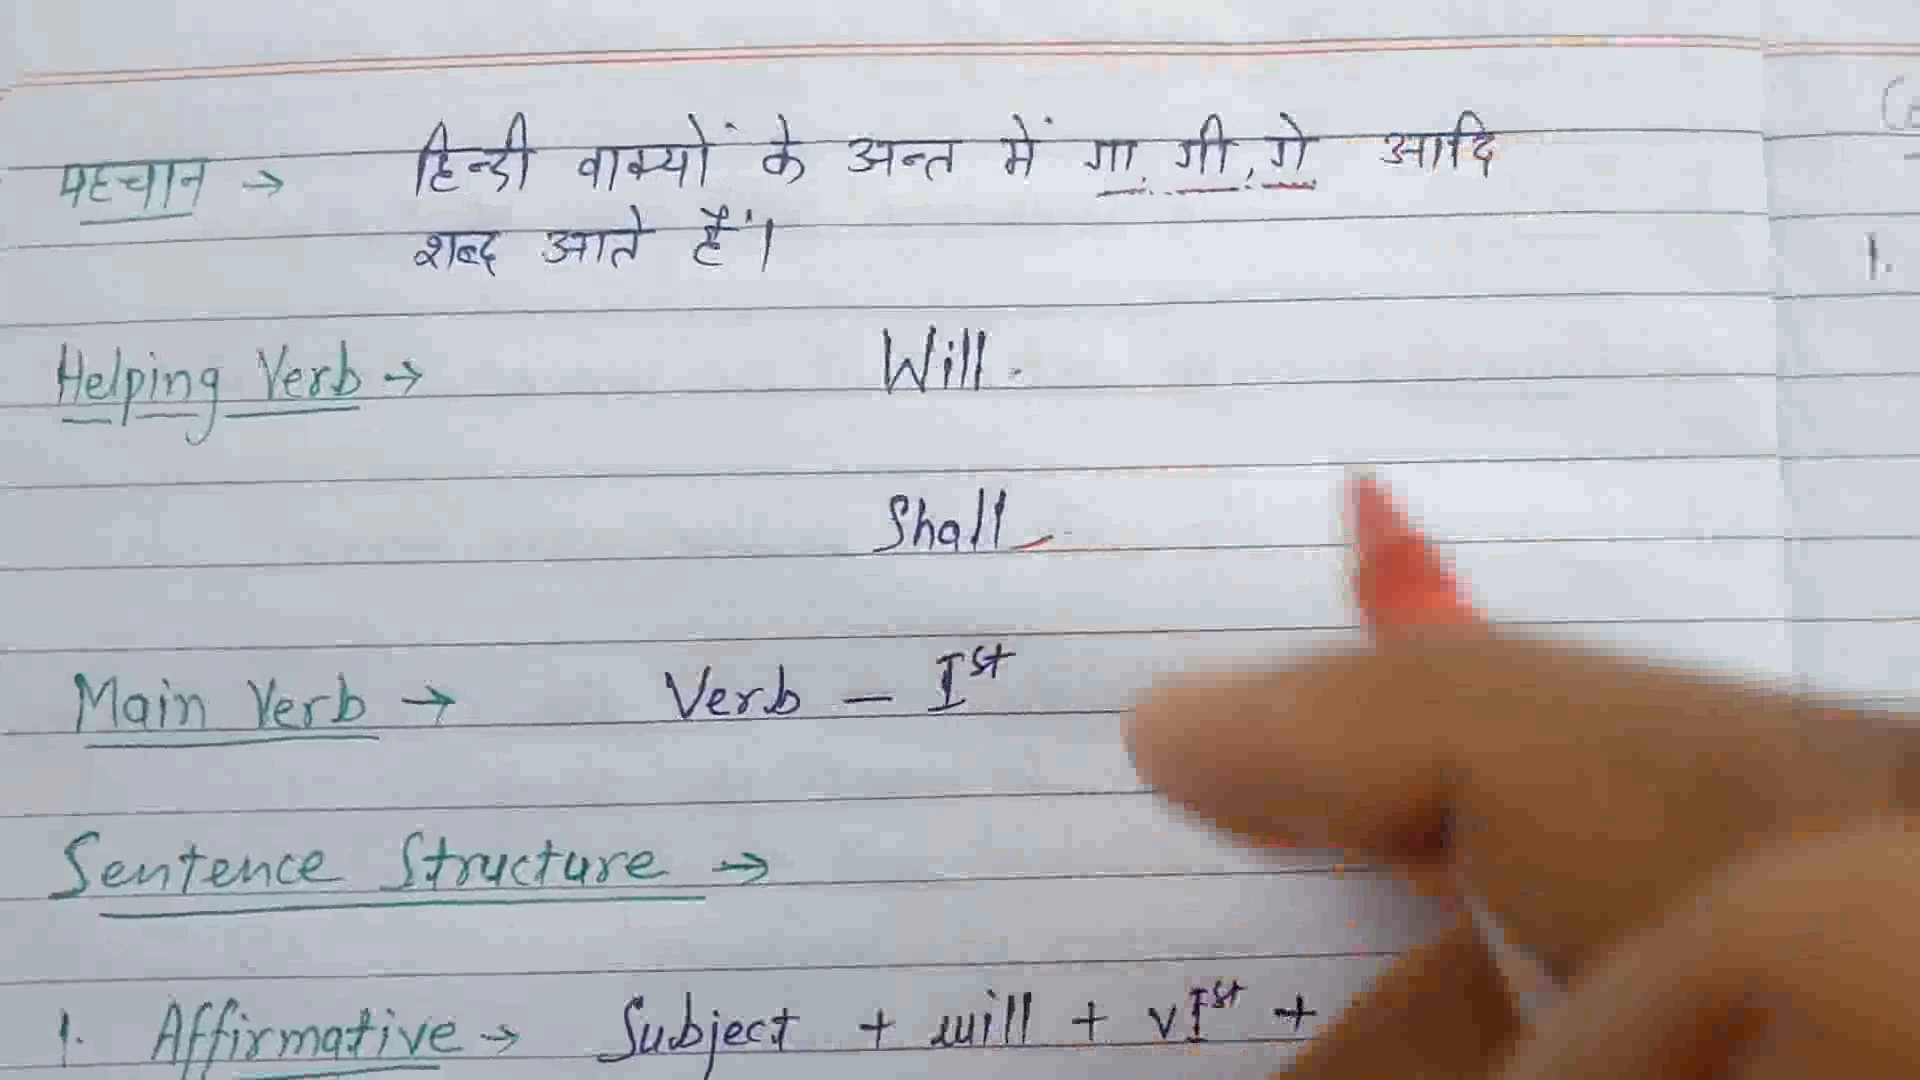 पहचान → हिन्दी वाक्यों के अन्त में गा, गी, गे आदि
शब्द आते हैं।
Helping Verb → Will.
Shall
Main Verb → Verb – Ist
Sentence Structure →
1. Affirmative → Subject + will + vIst +
1.